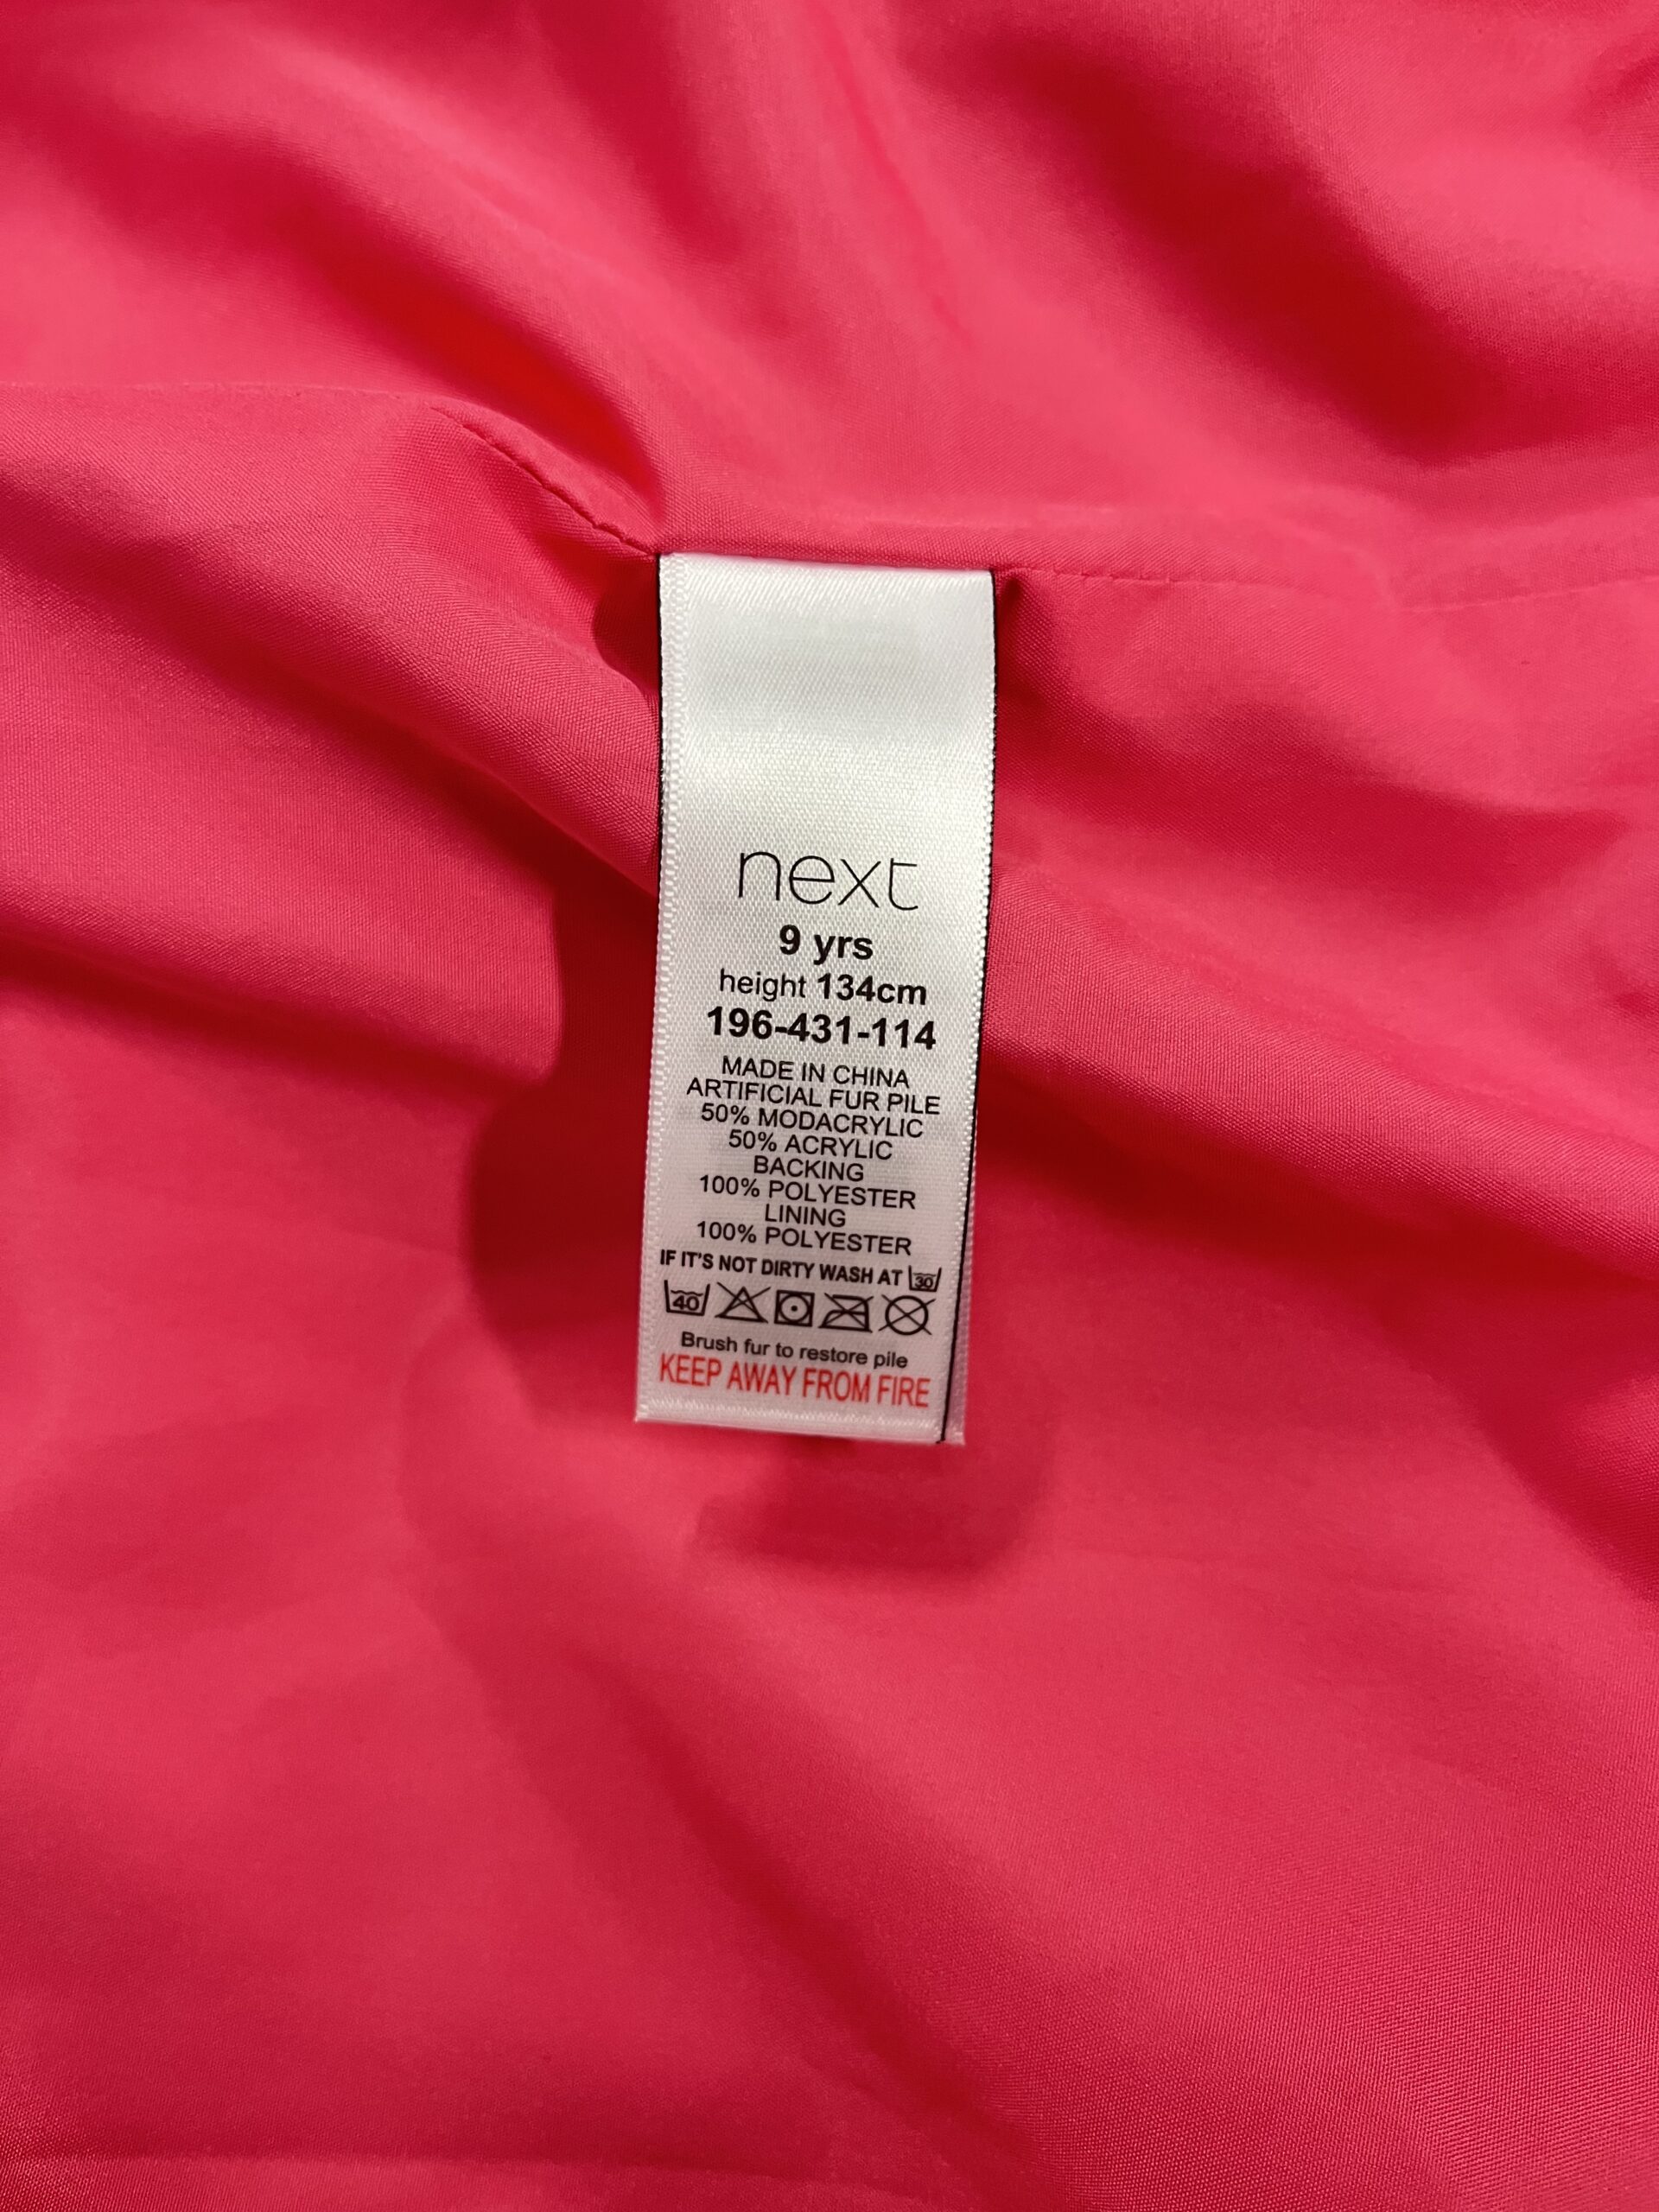 next
9 yrs
height 134cm
196-431-114
MADE IN CHINA
ARTIFICIAL FUR PILE
50% MODACRYLIC
50% ACRYLIC
BACKING
100% POLYESTER
LINING
100% POLYESTER
IF IT'S NOT DIRTY WASH AT 30
40
Brush fur to restore pile
KEEP AWAY FROM FIRE